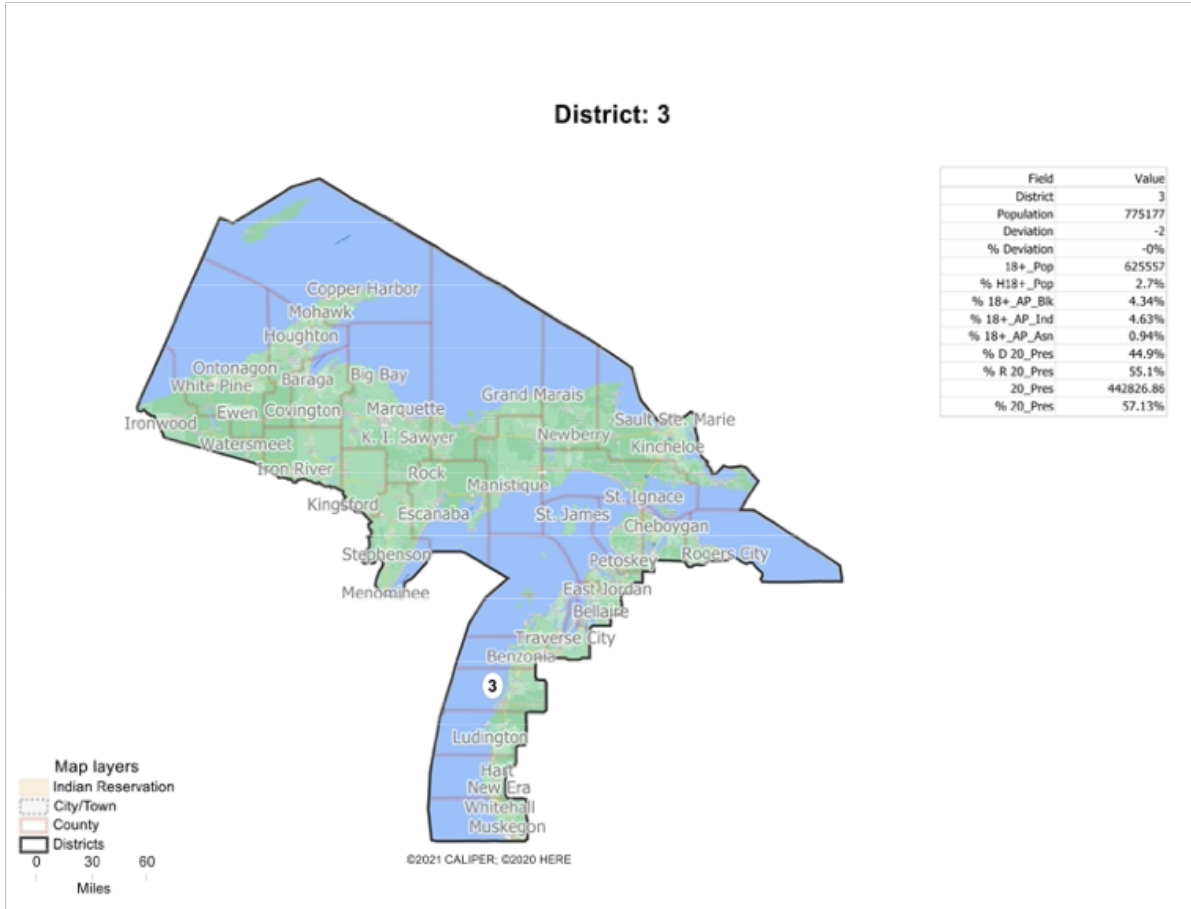 District: 3
Field Value
District 3
Population 775177
Deviation -2
% Deviation -0%
18+_Pop 625557
% H18+_Pop 2.7%
% 18+_AP_Blk 4.34%
% 18+_AP_Ind 4.63%
% 18+_AP_Asn 0.94%
% D 20_Pres 44.9%
% R 20_Pres 55.1%
20_Pres 442826.86
% 20_Pres 57.13%
Copper Harbor
Mohawk
Houghton
Ontonagon
White Pine
Baraga
Big Bay
Grand Marais
Ironwood
Ewen
Covington
Marquette
Sault Ste. Marie
Watersmeet
K. I. Sawyer
Newberry
Kincheloe
Iron River
Rock
Manistique
St. Ignace
Kingsford
Escanaba
St. James
Cheboygan
Stephenson
Petoskey
Rogers City
Menominee
East Jordan
Bellaire
Traverse City
Benzonia
3
Ludington
Hart
New Era
Whitehall
Muskegon
Map layers
Indian Reservation
City/Town
County
Districts
0 30 60
Miles
©2021 CALIPER; ©2020 HERE